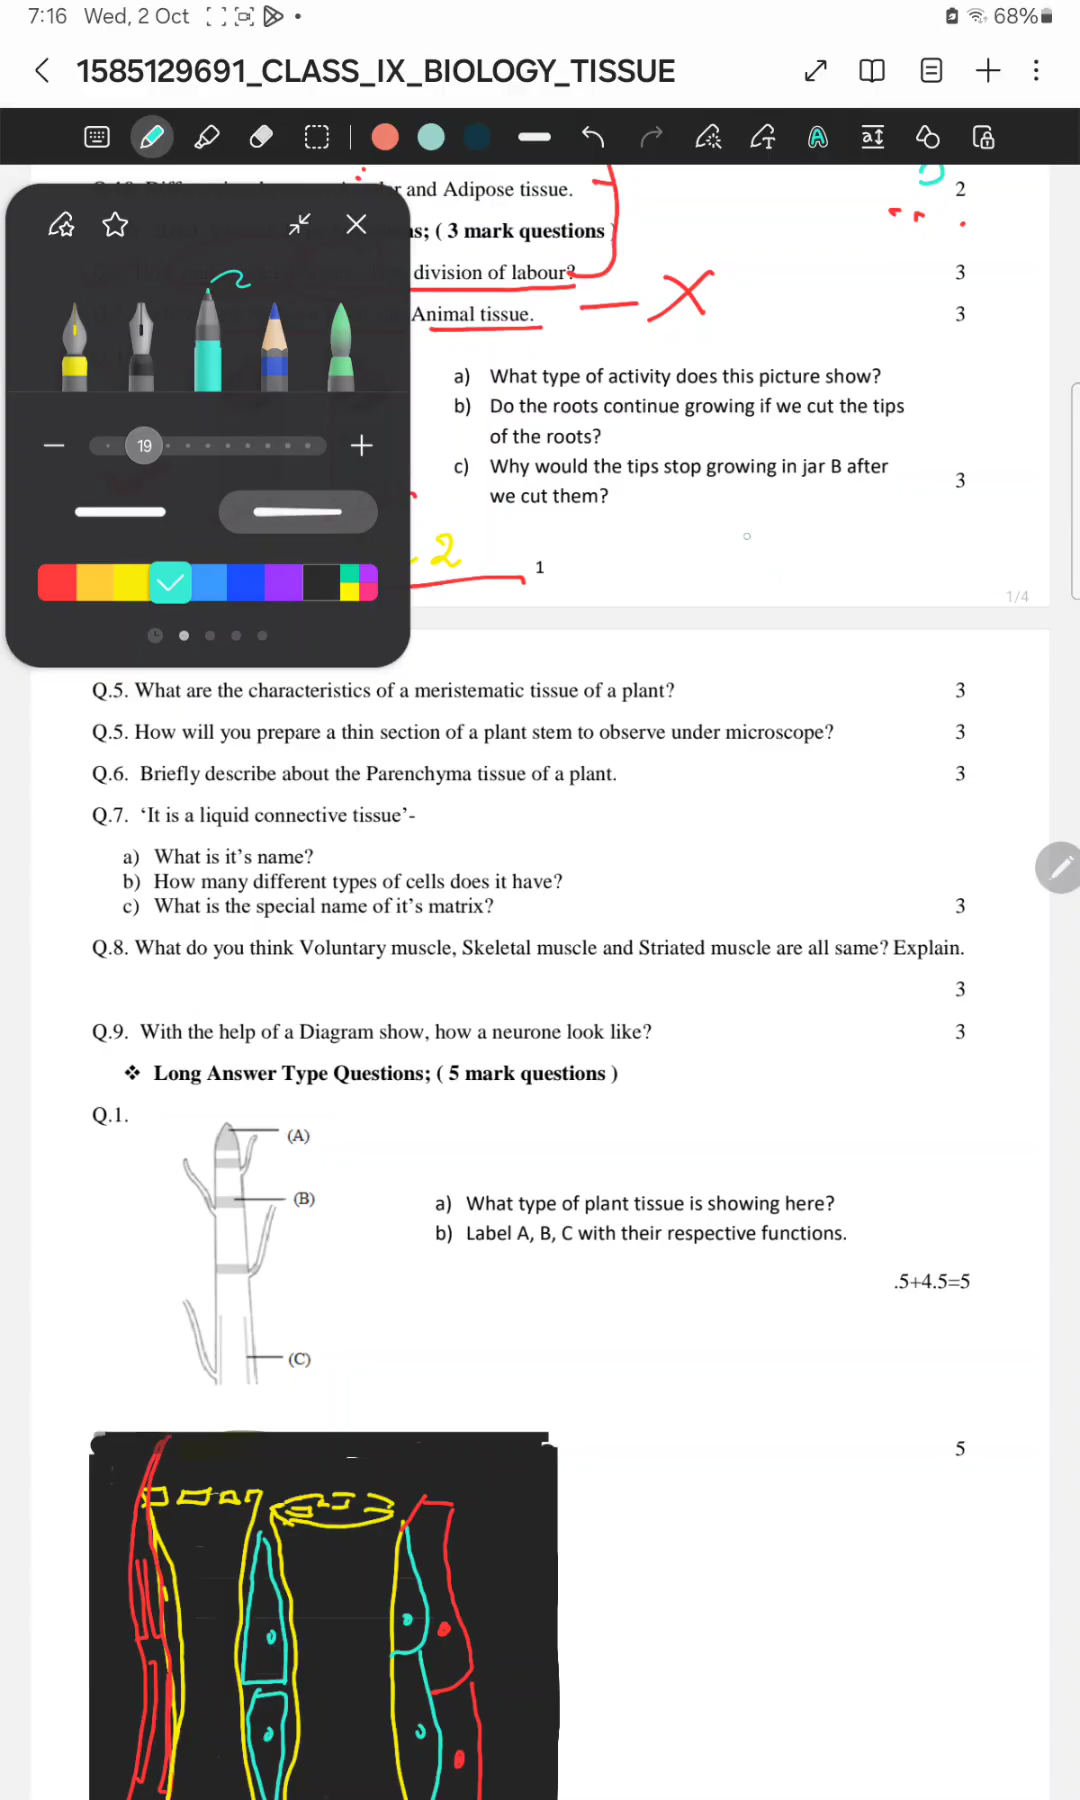 7:16 Wed, 2 Oct
68%
1585129691_CLASS_IX_BIOLOGY_TISSUE
and Adipose tissue. 2
ns; ( 3 mark questions
division of labour? 3
Animal tissue. X 3
a) What type of activity does this picture show?
b) Do the roots continue growing if we cut the tips
of the roots?
c) Why would the tips stop growing in jar B after
we cut them? 3
19
2
1
1/4
Q.5. What are the characteristics of a meristematic tissue of a plant? 3
Q.5. How will you prepare a thin section of a plant stem to observe under microscope? 3
Q.6. Briefly describe about the Parenchyma tissue of a plant. 3
Q.7. ‘It is a liquid connective tissue’-
a) What is it’s name?
b) How many different types of cells does it have?
c) What is the special name of it’s matrix? 3
Q.8. What do you think Voluntary muscle, Skeletal muscle and Striated muscle are all same? Explain.
3
Q.9. With the help of a Diagram show, how a neurone look like? 3
❖ Long Answer Type Questions; ( 5 mark questions )
Q.1.
(A)
(B)
a) What type of plant tissue is showing here?
b) Label A, B, C with their respective functions.
.5+4.5=5
(C)
5